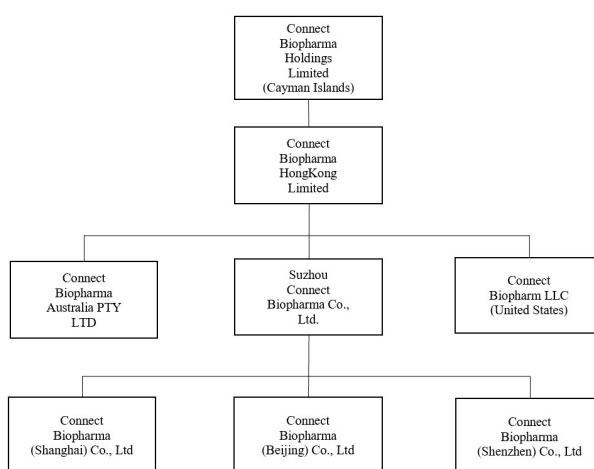 Connect
Biopharma
Holdings
Limited
(Cayman Islands)
Connect
Biopharma
HongKong
Limited
Connect
Biopharma
Australia PTY
LTD
Suzhou
Connect
Biopharma Co.,
Ltd.
Connect
Biopharm LLC
(United States)
Connect
Biopharma
(Shanghai) Co., Ltd
Connect
Biopharma
(Beijing) Co., Ltd
Connect
Biopharma
(Shenzhen) Co., Ltd